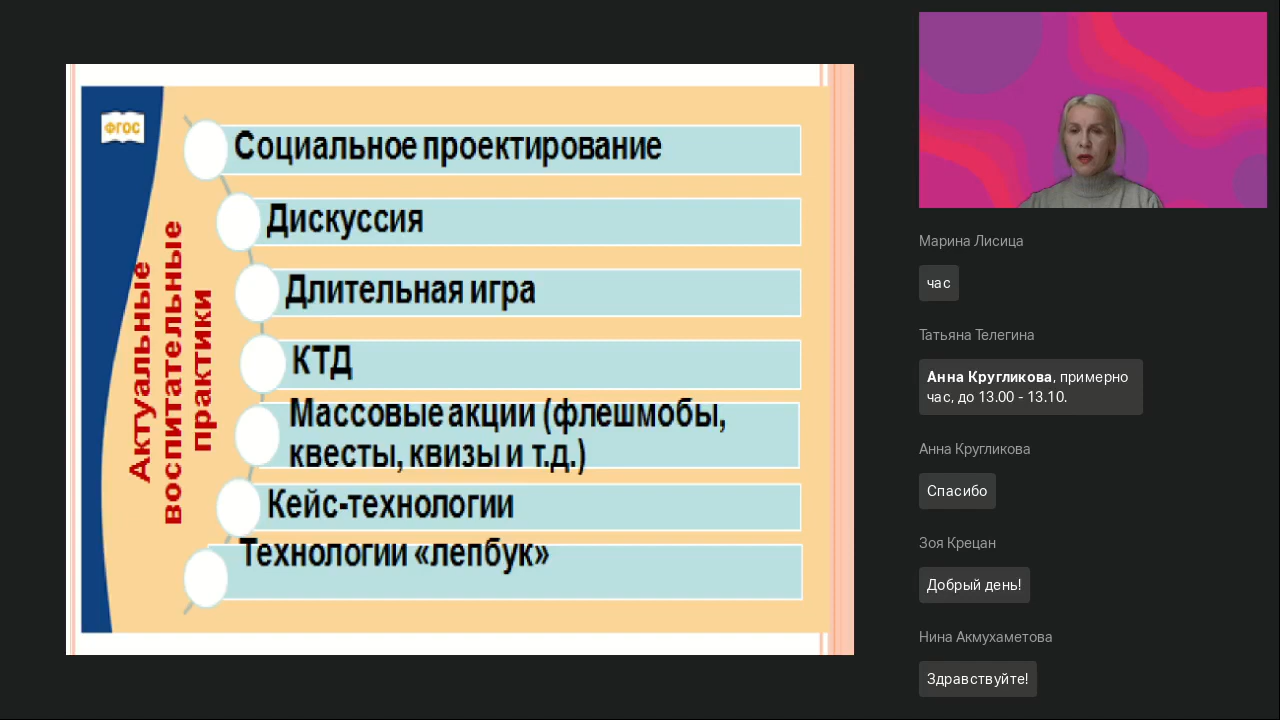 ФГОС
Актуальные
воспитательные
практики
Социальное проектирование
Дискуссия
Длительная игра
КТД
Массовые акции (флешмобы,
квесты, квизы и т.д.)
Кейс-технологии
Технологии «лепбук»
Марина Лисица
час
Татьяна Телегина
Анна Кругликова, примерно
час, до 13.00 - 13.10.
Анна Кругликова
Спасибо
Зоя Крецан
Добрый день!
Нина Акмухаметова
Здравствуйте!